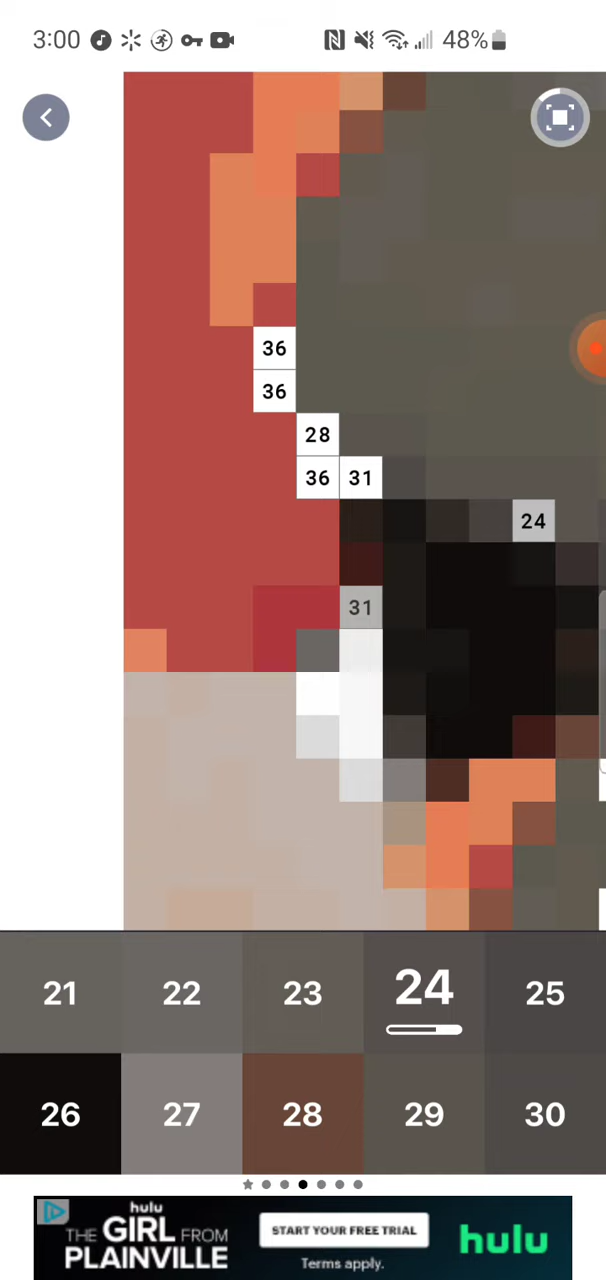 3:00 48%
36
36
28
36 31
24
31
21 22 23 24 25
26 27 28 29 30
hulu
THE GIRL FROM
PLAINVILLE
START YOUR FREE TRIAL
Terms apply.
hulu